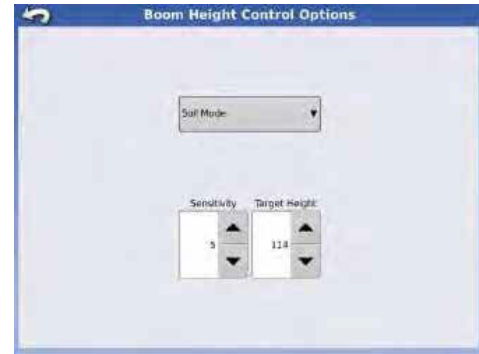 Boom Height Control Options
Soil Mode
Sensitivity Target Height
5 114